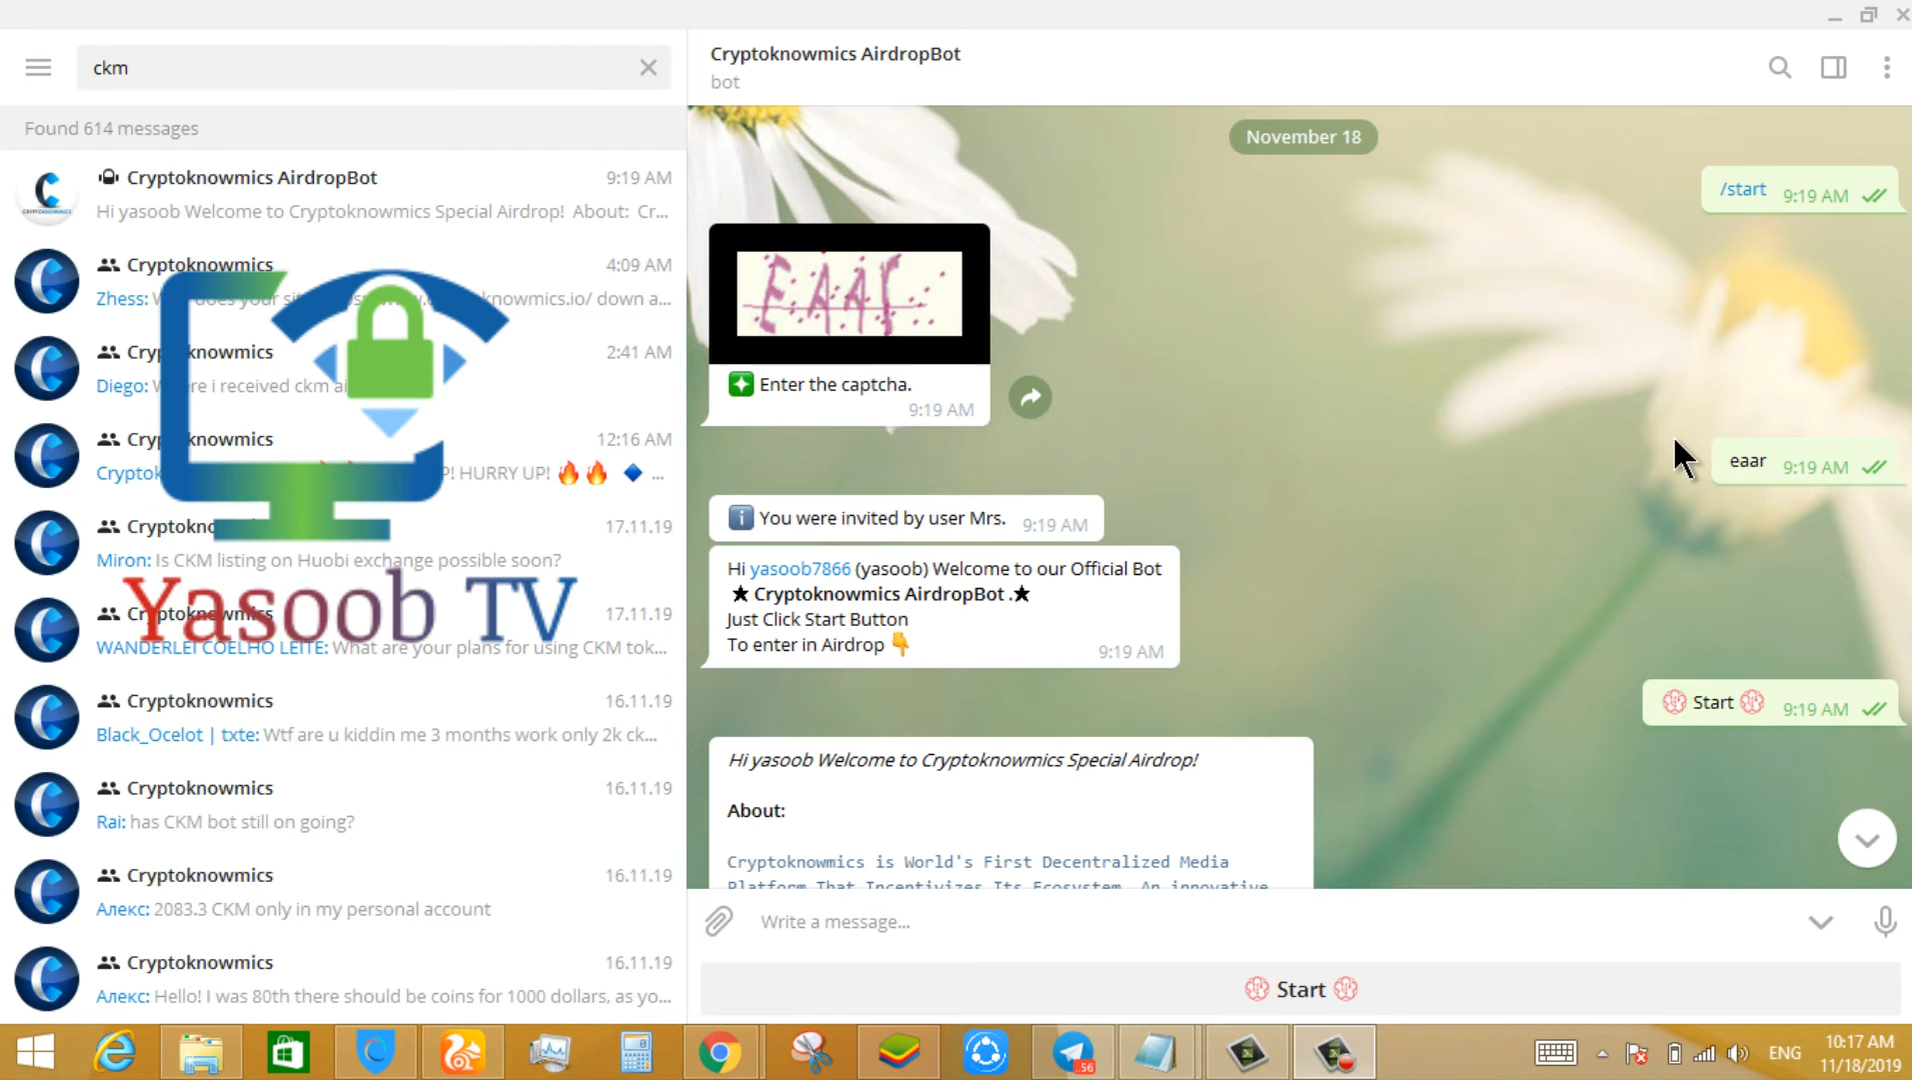 ckm
Found 614 messages
Cryptoknowmics AirdropBot 9:19 AM
Hi yasoob Welcome to Cryptoknowmics Special Airdrop! About: Cr...
Cryptoknowmics 4:09 AM
Zhess: does your sit knowmics.io/ down a...
Cryptoknowmics 2:41 AM
Diego: i received ckm ai
Cryptoknowmics 12:16 AM
Cryptok P! HURRY UP! 🔥🔥 🔷 ...
Cryptokno 17.11.19
Miron: Is CKM listing on Huobi exchange possible soon?
Cryptoknowmics 17.11.19
WANDERLEI COELHO LEITE: What are your plans for using CKM tok...
Cryptoknowmics 16.11.19
Black_Ocelot | txte: Wtf are u kiddin me 3 months work only 2k ck...
Cryptoknowmics 16.11.19
Rai: has CKM bot still on going?
Cryptoknowmics 16.11.19
Алекс: 2083.3 CKM only in my personal account
Cryptoknowmics 16.11.19
Алекс: Hello! I was 80th there should be coins for 1000 dollars, as yo...
Yasoob TV
Cryptoknowmics AirdropBot
bot
November 18
/start 9:19 AM
EAAr
Enter the captcha.
9:19 AM
eaar 9:19 AM
You were invited by user Mrs. 9:19 AM
Hi yasoob7866 (yasoob) Welcome to our Official Bot
★ Cryptoknowmics AirdropBot .★
Just Click Start Button
To enter in Airdrop 👇
9:19 AM
Start 9:19 AM
Hi yasoob Welcome to Cryptoknowmics Special Airdrop!
About:
Cryptoknowmics is World's First Decentralized Media
Platform That Incentivizes Its Ecosystem. An innovative
Write a message...
Start
.56
ENG
10:17 AM
11/18/2019